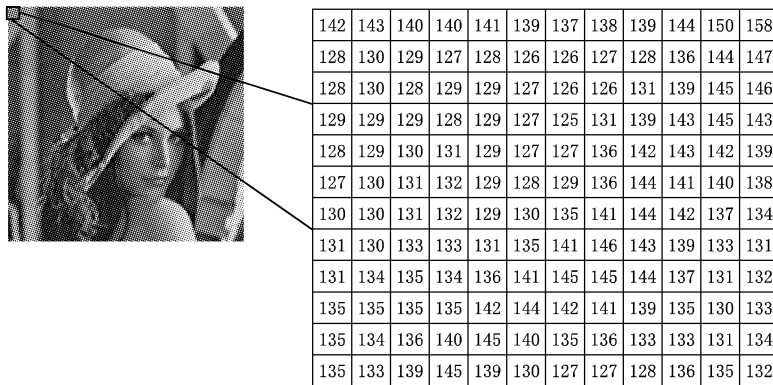 142 143 140 140 141 139 137 138 139 144 150 158
128 130 129 127 128 126 126 127 128 136 144 147
128 130 128 129 129 127 126 126 131 139 145 146
129 129 129 128 129 127 125 131 139 143 145 143
128 129 130 131 129 127 127 136 142 143 142 139
127 130 131 132 129 128 129 136 144 141 140 138
130 130 131 132 129 130 135 141 144 142 137 134
131 130 133 133 131 135 141 146 143 139 133 131
131 134 135 134 136 141 145 145 144 137 131 132
135 135 135 135 142 144 142 141 139 135 130 133
135 134 136 140 145 140 135 136 133 133 131 134
135 133 139 145 139 130 127 127 128 136 135 132